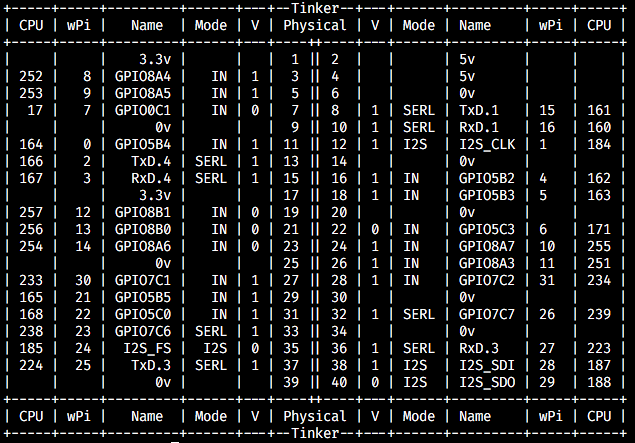 +-----+-----+----------+------+---+--Tinker--+---+------+----------+-----+-----+
| CPU | wPi |   Name   | Mode | V | Physical | V | Mode |   Name   | wPi | CPU |
+-----+-----+----------+------+---+----++----+---+------+----------+-----+-----+
|     |     |     3.3v |      |   |  1 || 2  |   |      | 5v       |     |     |
| 252 |   8 |  GPIO8A4 |   IN | 1 |  3 || 4  |   |      | 5v       |     |     |
| 253 |   9 |  GPIO8A5 |   IN | 1 |  5 || 6  |   |      | 0v       |     |     |
|  17 |   7 |  GPIO0C1 |   IN | 0 |  7 || 8  | 1 | SERL | TxD.1    | 15  | 161 |
|     |     |       0v |      |   |  9 || 10 | 1 | SERL | RxD.1    | 16  | 160 |
| 164 |   0 |  GPIO5B4 |   IN | 1 | 11 || 12 | 1 | I2S  | I2S_CLK  | 1   | 184 |
| 166 |   2 |    TxD.4 | SERL | 1 | 13 || 14 |   |      | 0v       |     |     |
| 167 |   3 |    RxD.4 | SERL | 1 | 15 || 16 | 1 | IN   | GPIO5B2  | 4   | 162 |
|     |     |     3.3v |      |   | 17 || 18 | 1 | IN   | GPIO5B3  | 5   | 163 |
| 257 |  12 |  GPIO8B1 |   IN | 0 | 19 || 20 |   |      | 0v       |     |     |
| 256 |  13 |  GPIO8B0 |   IN | 0 | 21 || 22 | 0 | IN   | GPIO5C3  | 6   | 171 |
| 254 |  14 |  GPIO8A6 |   IN | 0 | 23 || 24 | 1 | IN   | GPIO8A7  | 10  | 255 |
|     |     |       0v |      |   | 25 || 26 | 1 | IN   | GPIO8A3  | 11  | 251 |
| 233 |  30 |  GPIO7C1 |   IN | 1 | 27 || 28 | 1 | IN   | GPIO7C2  | 31  | 234 |
| 165 |  21 |  GPIO5B5 |   IN | 1 | 29 || 30 |   |      | 0v       |     |     |
| 168 |  22 |  GPIO5C0 |   IN | 1 | 31 || 32 | 1 | SERL | GPIO7C7  | 26  | 239 |
| 238 |  23 |  GPIO7C6 | SERL | 1 | 33 || 34 |   |      | 0v       |     |     |
| 185 |  24 |   I2S_FS |  I2S | 0 | 35 || 36 | 1 | SERL | RxD.3    | 27  | 223 |
| 224 |  25 |    TxD.3 | SERL | 1 | 37 || 38 | 1 | I2S  | I2S_SDI  | 28  | 187 |
|     |     |       0v |      |   | 39 || 40 | 0 | I2S  | I2S_SDO  | 29  | 188 |
+-----+-----+----------+------+---+----++----+---+------+----------+-----+-----+
| CPU | wPi |   Name   | Mode | V | Physical | V | Mode |   Name   | wPi | CPU |
+-----+-----+----------+------+---+--Tinker--+---+------+----------+-----+-----+